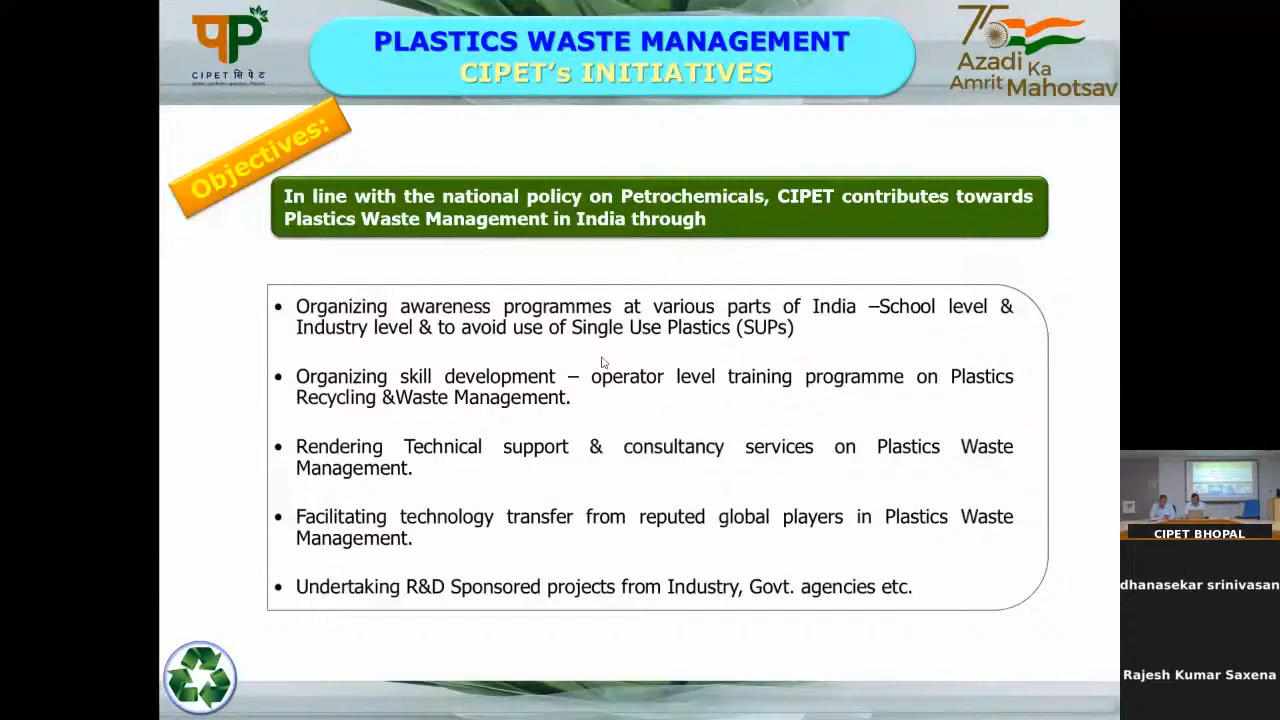 CIPET सिपेट
PLASTICS WASTE MANAGEMENT
CIPET’s INITIATIVES
75
Azadi
Ka
Amrit Mahotsav
Objectives:
In line with the national policy on Petrochemicals, CIPET contributes towards
Plastics Waste Management in India through
• Organizing awareness programmes at various parts of India –School level &
Industry level & to avoid use of Single Use Plastics (SUPs)
• Organizing skill development – operator level training programme on Plastics
Recycling &Waste Management.
• Rendering Technical support & consultancy services on Plastics Waste
Management.
• Facilitating technology transfer from reputed global players in Plastics Waste
Management.
• Undertaking R&D Sponsored projects from Industry, Govt. agencies etc.
CIPET BHOPAL
dhanasekar srinivasan
Rajesh Kumar Saxena